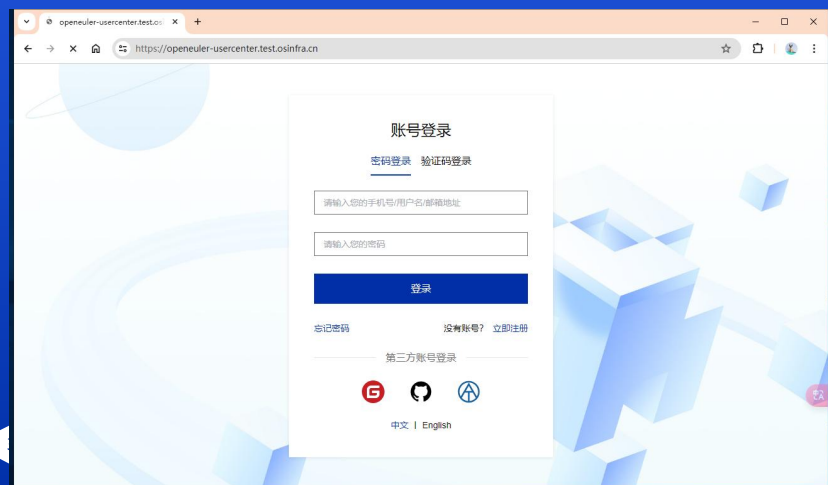 openeuler-usercenter.test.os
https://openeuler-usercenter.test.osinfra.cn
账号登录
密码登录 验证码登录
请输入您的手机号/用户名/邮箱地址
请输入您的密码
登录
忘记密码 没有账号? 立即注册
第三方账号登录
中文 | English